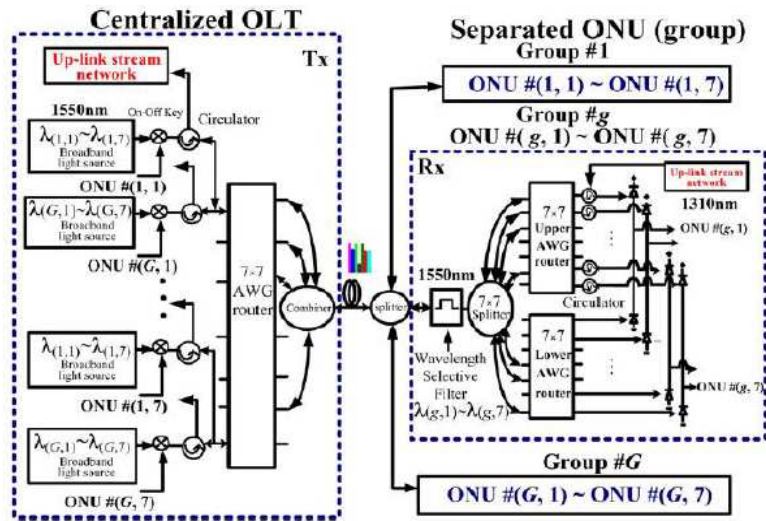 Centralized OLT
Tx
Up-link stream
network
1550nm
On-Off Key
Circulator
λ(1,1)~λ(1,7)
Broadband
light source
ONU #(1, 1)
λ(G,1)~λ(G,7)
Broadband
light source
ONU #(G, 1)
λ(1,1)~λ(1,7)
Broadband
light source
ONU #(1, 7)
λ(G,1)~λ(G,7)
Broadband
light source
ONU #(G, 7)
7×7
AWG
router
Combiner
splitter
Separated ONU (group)
Group #1
ONU #(1, 1) ~ ONU #(1, 7)
Group #g
ONU #( g, 1) ~ ONU #( g, 7)
Rx
1550nm
Wavelength
Selective
Filter
λ(g,1)~λ(g,7)
7×7
Splitter
7×7
Upper
AWG
router
Up-link stream
network
1310nm
ONU #(g, 1)
Circulator
7×7
Lower
AWG
router
ONU #(g, 7)
Group #G
ONU #(G, 1) ~ ONU #(G, 7)